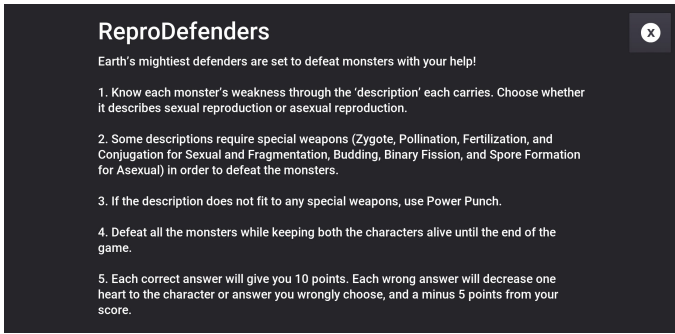 ReproDefenders
X
Earth's mightiest defenders are set to defeat monsters with your help!
1. Know each monster's weakness through the 'description' each carries. Choose whether
it describes sexual reproduction or asexual reproduction.
2. Some descriptions require special weapons (Zygote, Pollination, Fertilization, and
Conjugation for Sexual and Fragmentation, Budding, Binary Fission, and Spore Formation
for Asexual) in order to defeat the monsters.
3. If the description does not fit to any special weapons, use Power Punch.
4. Defeat all the monsters while keeping both the characters alive until the end of the
game.
5. Each correct answer will give you 10 points. Each wrong answer will decrease one
heart to the character or answer you wrongly choose, and a minus 5 points from your
score.